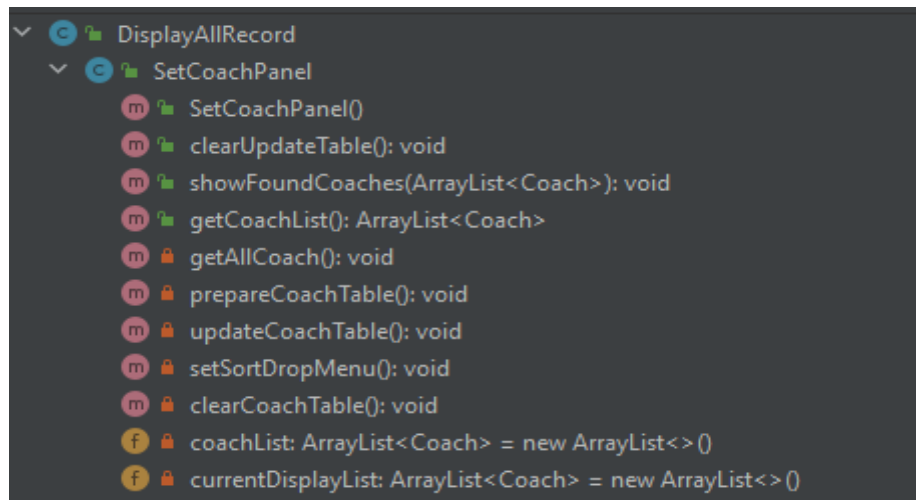 DisplayAllRecord
SetCoachPanel
SetCoachPanel()
clearUpdateTable(): void
showFoundCoaches(ArrayList<Coach>): void
getCoachList(): ArrayList<Coach>
getAllCoach(): void
prepareCoachTable(): void
updateCoachTable(): void
setSortDropMenu(): void
clearCoachTable(): void
coachList: ArrayList<Coach> = new ArrayList<>()
currentDisplayList: ArrayList<Coach> = new ArrayList<>()